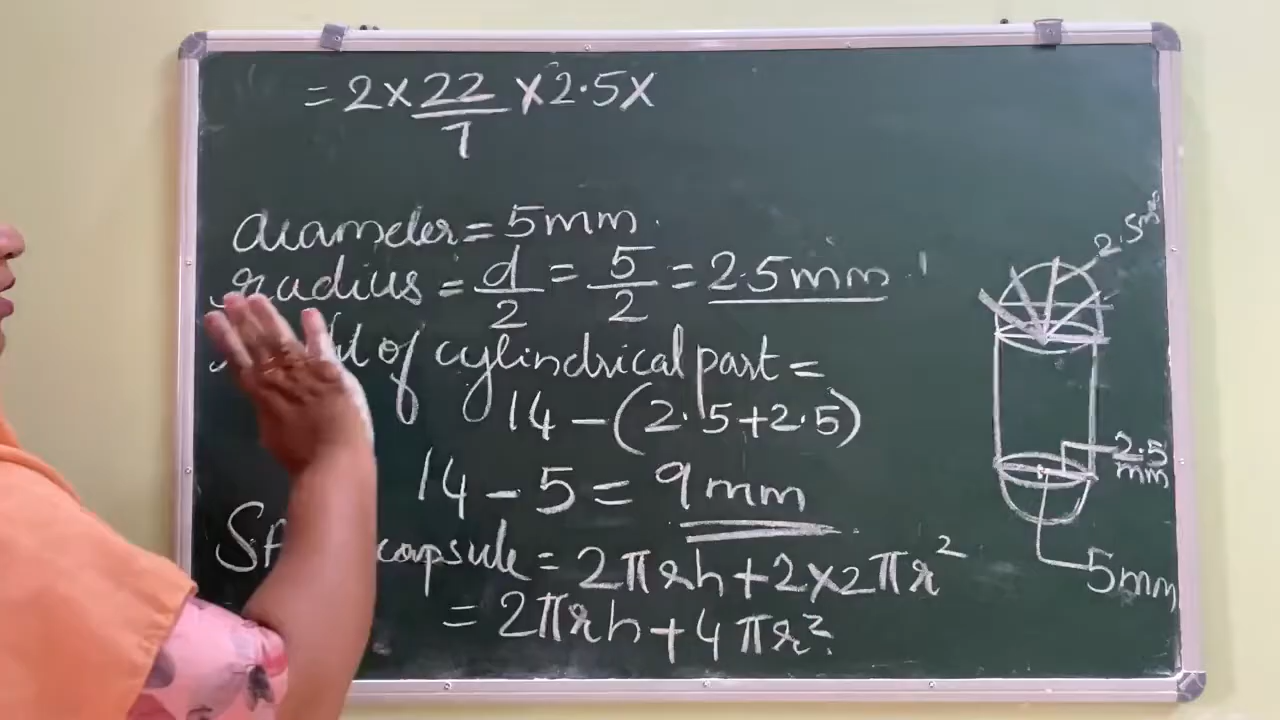 = 2 × 22/7 × 2.5 ×
diameter = 5mm.
radius = d/2 = 5/2 = 2.5mm
of cylindrical part =
14 - (2.5+2.5)
14 - 5 = 9mm
capsule = 2πrh + 2×2πr²
= 2πrh + 4πr².
2.5mm
2.5
mm
5mm